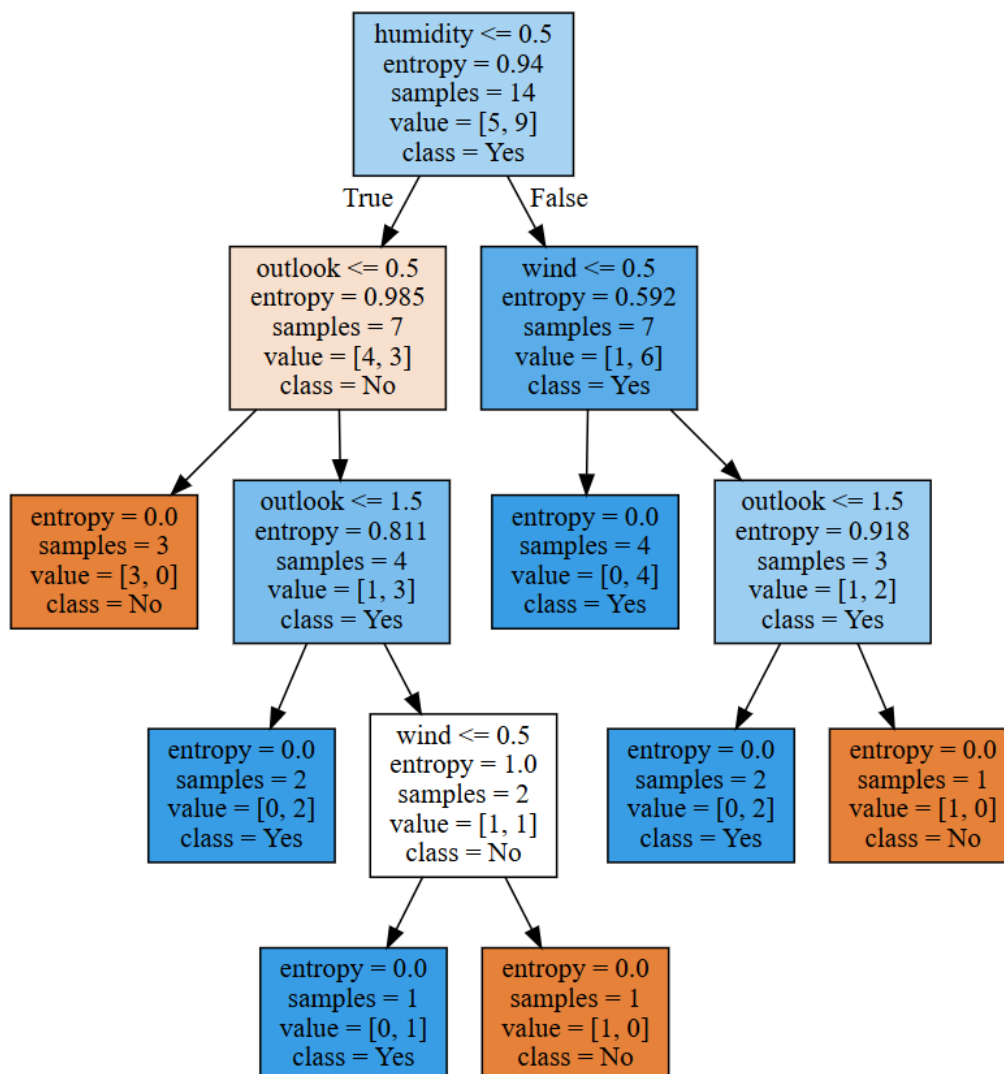 humidity <= 0.5
entropy = 0.94
samples = 14
value = [5, 9]
class = Yes
True
False
outlook <= 0.5
entropy = 0.985
samples = 7
value = [4, 3]
class = No
wind <= 0.5
entropy = 0.592
samples = 7
value = [1, 6]
class = Yes
entropy = 0.0
samples = 3
value = [3, 0]
class = No
outlook <= 1.5
entropy = 0.811
samples = 4
value = [1, 3]
class = Yes
entropy = 0.0
samples = 4
value = [0, 4]
class = Yes
outlook <= 1.5
entropy = 0.918
samples = 3
value = [1, 2]
class = Yes
entropy = 0.0
samples = 2
value = [0, 2]
class = Yes
wind <= 0.5
entropy = 1.0
samples = 2
value = [1, 1]
class = No
entropy = 0.0
samples = 2
value = [0, 2]
class = Yes
entropy = 0.0
samples = 1
value = [1, 0]
class = No
entropy = 0.0
samples = 1
value = [0, 1]
class = Yes
entropy = 0.0
samples = 1
value = [1, 0]
class = No